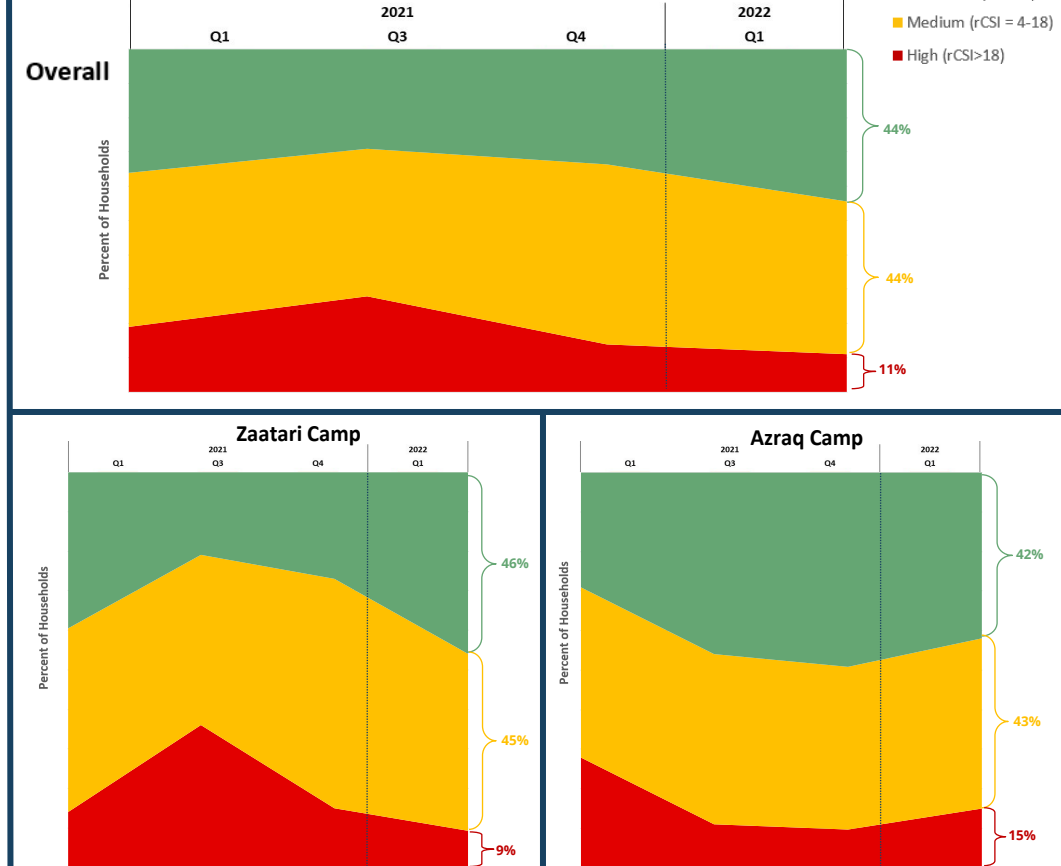 2021
2022
Medium (rCSI = 4-18)
Q1
Q3
Q4
Q1
High (rCSI>18)
Overall
Percent of Households
44%
44%
11%
Zaatari Camp
2021
2022
Q1
Q3
Q4
Q1
Percent of Households
46%
45%
9%
Azraq Camp
2021
2022
Q1
Q3
Q4
Q1
Percent of Households
42%
43%
15%